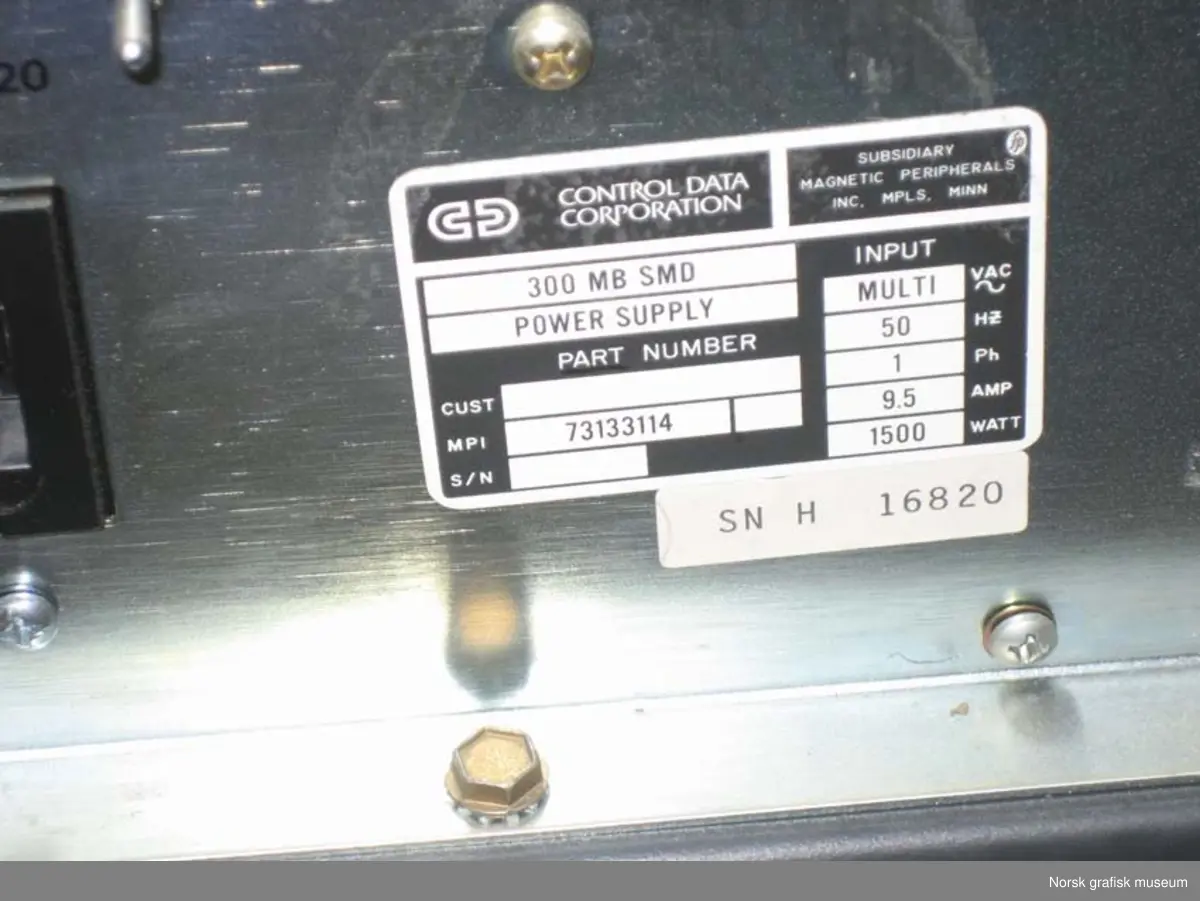 20
CONTROL DATA
CORPORATION
SUBSIDIARY
MAGNETIC PERIPHERALS
INC. MPLS. MINN
300 MB SMD
POWER SUPPLY
PART NUMBER
CUST
MPI 73133114
S/N
INPUT
MULTI VAC
50 HZ
1 Ph
9.5 AMP
1500 WATT
SN H 16820
Norsk grafisk museum